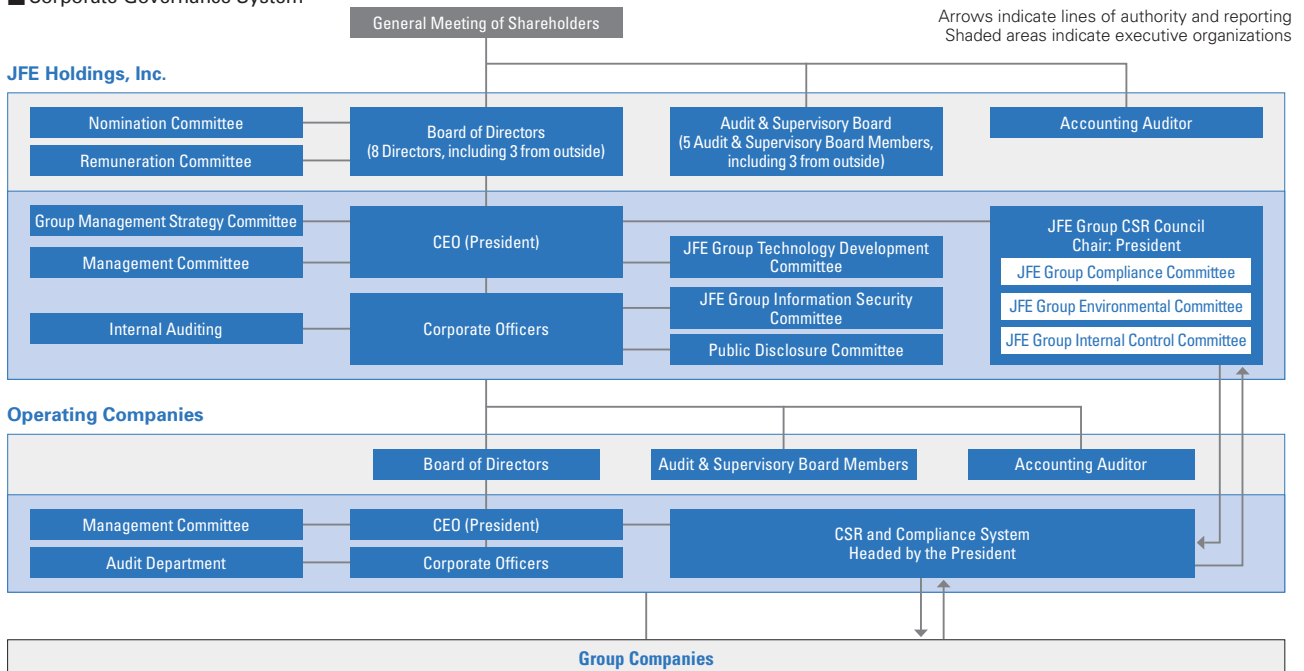 ■ Corporate Governance System
General Meeting of Shareholders
Arrows indicate lines of authority and reporting
Shaded areas indicate executive organizations
JFE Holdings, Inc.
Nomination Committee
Remuneration Committee
Board of Directors
(8 Directors, including 3 from outside)
Audit & Supervisory Board
(5 Audit & Supervisory Board Members,
including 3 from outside)
Accounting Auditor
Group Management Strategy Committee
Management Committee
CEO (President)
JFE Group Technology Development
Committee
JFE Group CSR Council
Chair: President
JFE Group Compliance Committee
JFE Group Environmental Committee
JFE Group Internal Control Committee
Internal Auditing
Corporate Officers
JFE Group Information Security
Committee
Public Disclosure Committee
Operating Companies
Board of Directors
Audit & Supervisory Board Members
Accounting Auditor
Management Committee
CEO (President)
Audit Department
Corporate Officers
CSR and Compliance System
Headed by the President
Group Companies